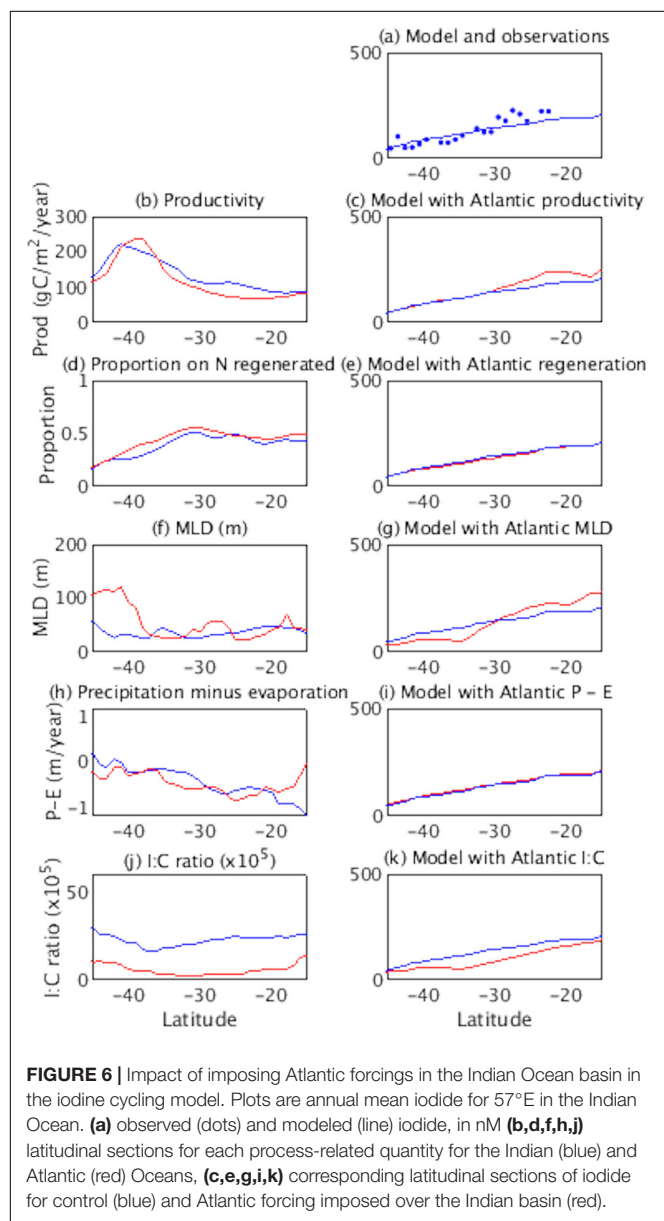 (a) Model and observations
500
0
-40
-30
-20
(b) Productivity
Prod (gC/m²/year)
300
200
100
0
-40
-30
-20
(c) Model with Atlantic productivity
500
0
-40
-30
-20
(d) Proportion on N regenerated
Proportion
1
0.5
0
-40
-30
-20
(e) Model with Atlantic regeneration
500
0
-40
-30
-20
(f) MLD (m)
MLD (m)
200
100
0
-40
-30
-20
(g) Model with Atlantic MLD
500
0
-40
-30
-20
(h) Precipitation minus evaporation
P-E (m/year)
1
0
-1
-40
-30
-20
(i) Model with Atlantic P - E
500
0
-40
-30
-20
(j) I:C ratio (x10⁵)
I:C ratio (x10⁵)
50
0
-40
-30
-20
Latitude
(k) Model with Atlantic I:C
500
0
-40
-30
-20
Latitude
FIGURE 6 | Impact of imposing Atlantic forcings in the Indian Ocean basin in
the iodine cycling model. Plots are annual mean iodide for 57°E in the Indian
Ocean. (a) observed (dots) and modeled (line) iodide, in nM (b,d,f,h,j)
latitudinal sections for each process-related quantity for the Indian (blue) and
Atlantic (red) Oceans, (c,e,g,i,k) corresponding latitudinal sections of iodide
for control (blue) and Atlantic forcing imposed over the Indian basin (red).